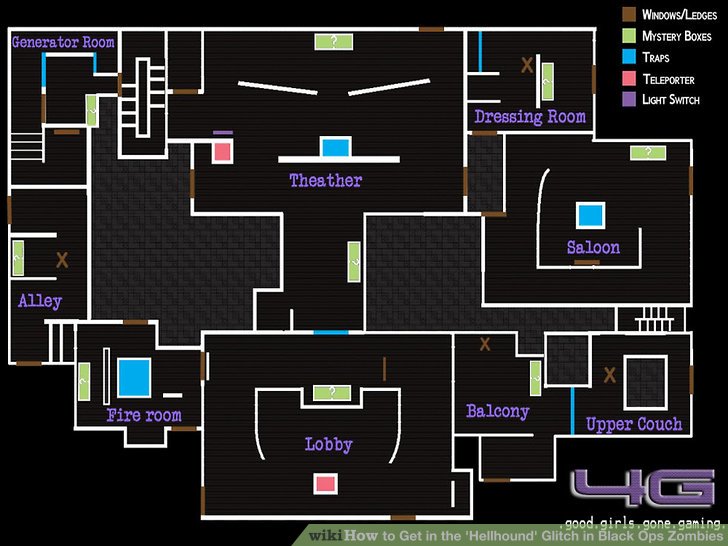 Windows/Ledges
Mystery Boxes
Traps
Teleporter
Light Switch
Generator Room
?
?
?
Dressing Room
?
Theather
Saloon
?
?
Alley
?
?
?
Fire room
Balcony
Upper Couch
Lobby
4G
.good.girls.gone.gaming.
wikiHow to Get in the 'Hellhound' Glitch in Black Ops Zombies